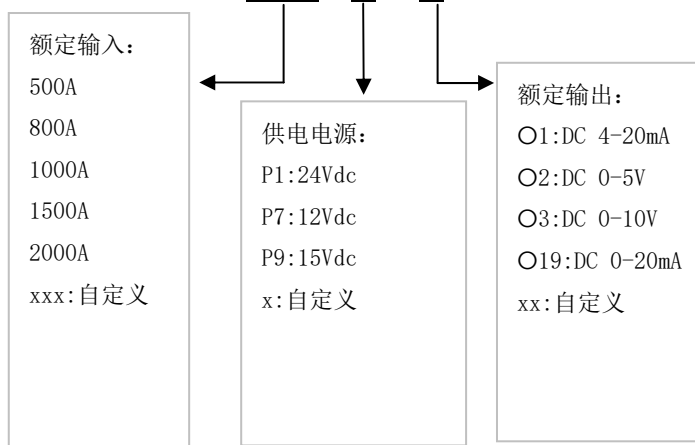 额定输入:
500A
800A
1000A
1500A
2000A
xxx:自定义
供电电源:
P1:24Vdc
P7:12Vdc
P9:15Vdc
x:自定义
额定输出:
O1:DC 4-20mA
O2:DC 0-5V
O3:DC 0-10V
O19:DC 0-20mA
xx:自定义